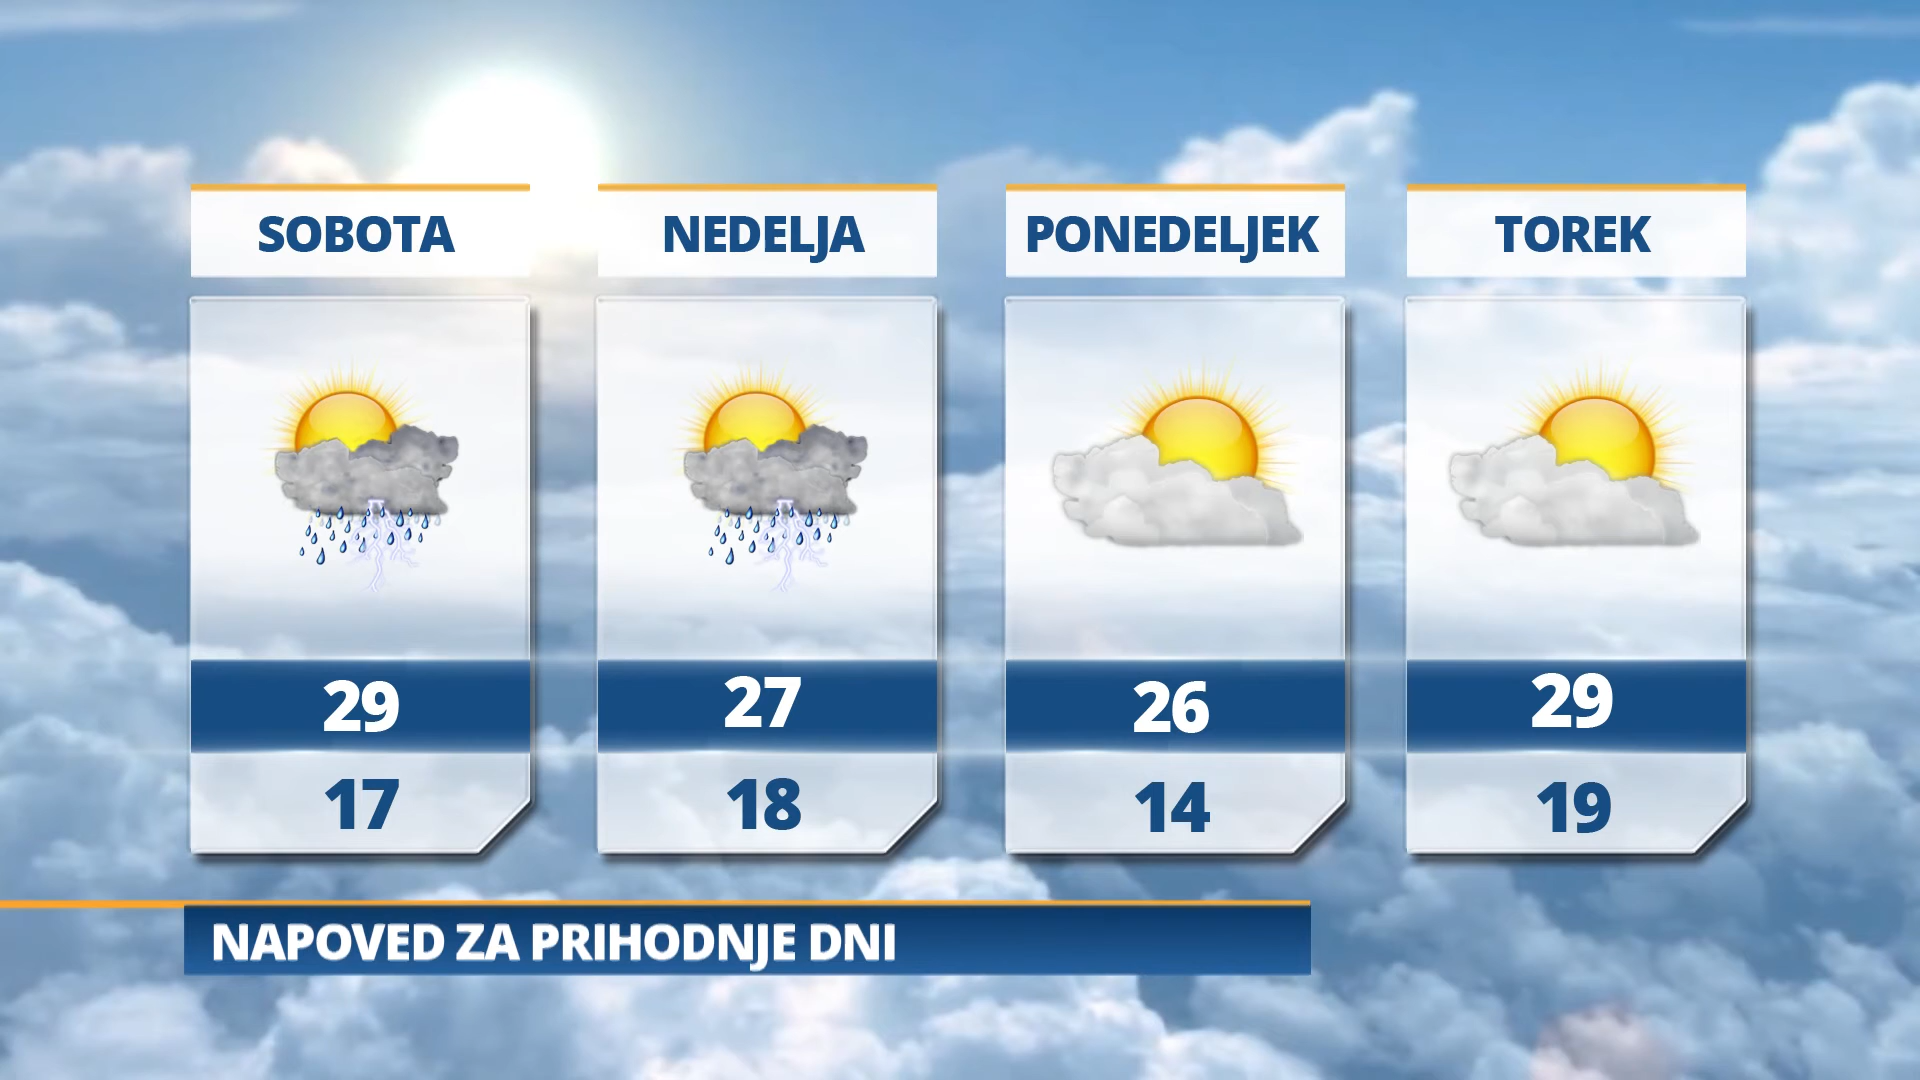 SOBOTA
29
17
NEDELJA
27
18
PONEDELJEK
26
14
TOREK
29
19
NAPOVED ZA PRIHODNJE DNI